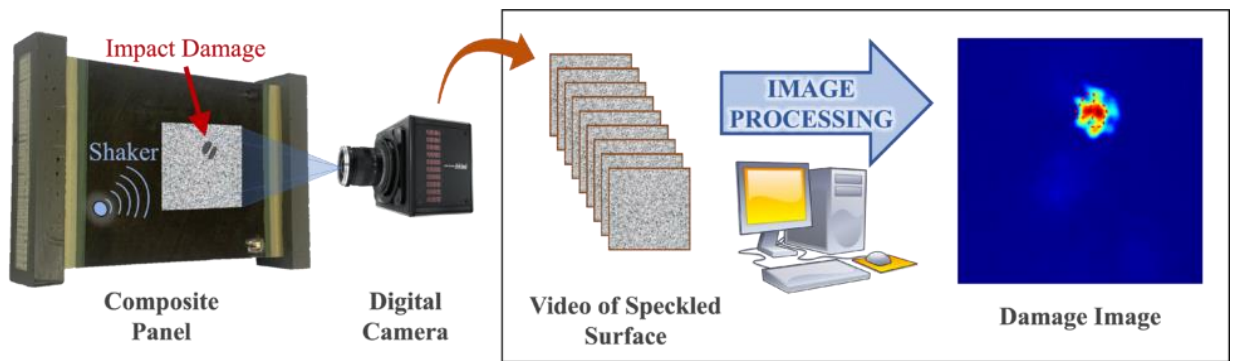 Impact Damage
Shaker
IMAGE
PROCESSING
Composite
Panel
Digital
Camera
Video of Speckled
Surface
Damage Image